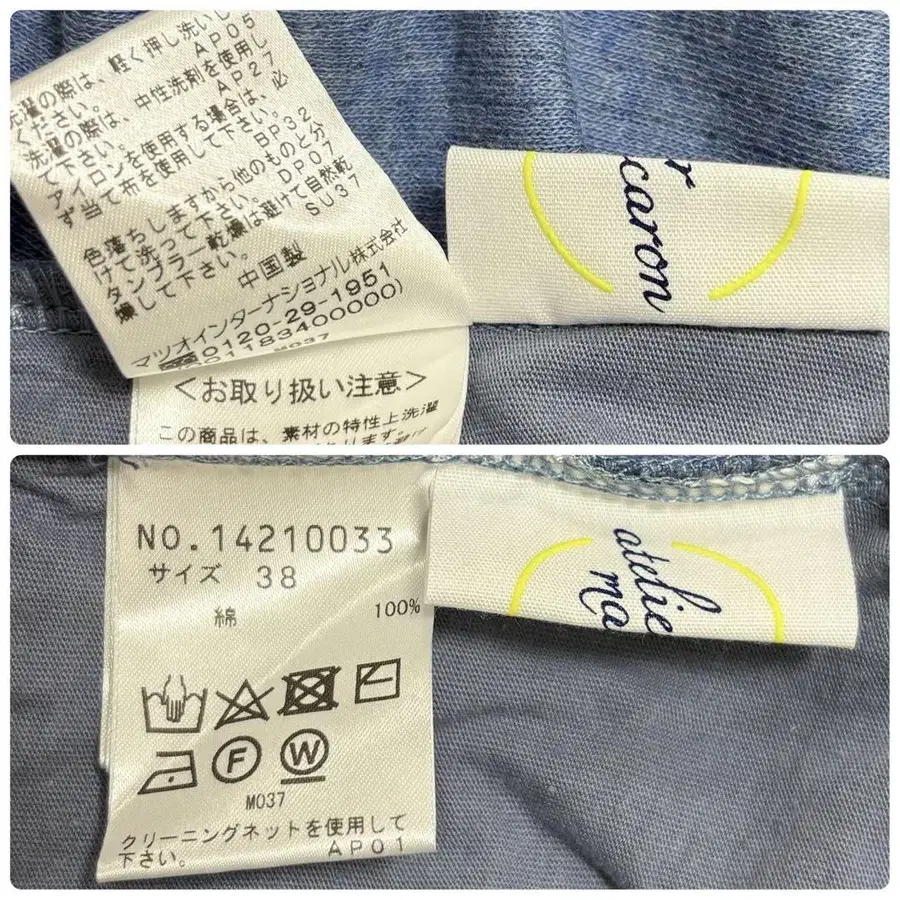 洗濯の際は、軽く押し洗いし
ください。 AP05
洗濯の際は、中性洗剤を使用し
て下さい。 AP27
アイロンを使用する場合は、必
ず当て布を使用して下さい。 BP32
DP07
色落ちしますから他のものと分
けて洗って下さい。
タンブラー乾燥は避けて自然乾
燥して下さい。 SU37
中国製
マツオインターナショナル株式会社
0120-29-1951
01183400000)
M037
<お取り扱い注意>
この商品は、素材の特性上洗濯
r
caron
NO.14210033
サイズ 38
綿 100%
F W
M037
クリーニングネットを使用して
下さい。 AP01
atelie
ma